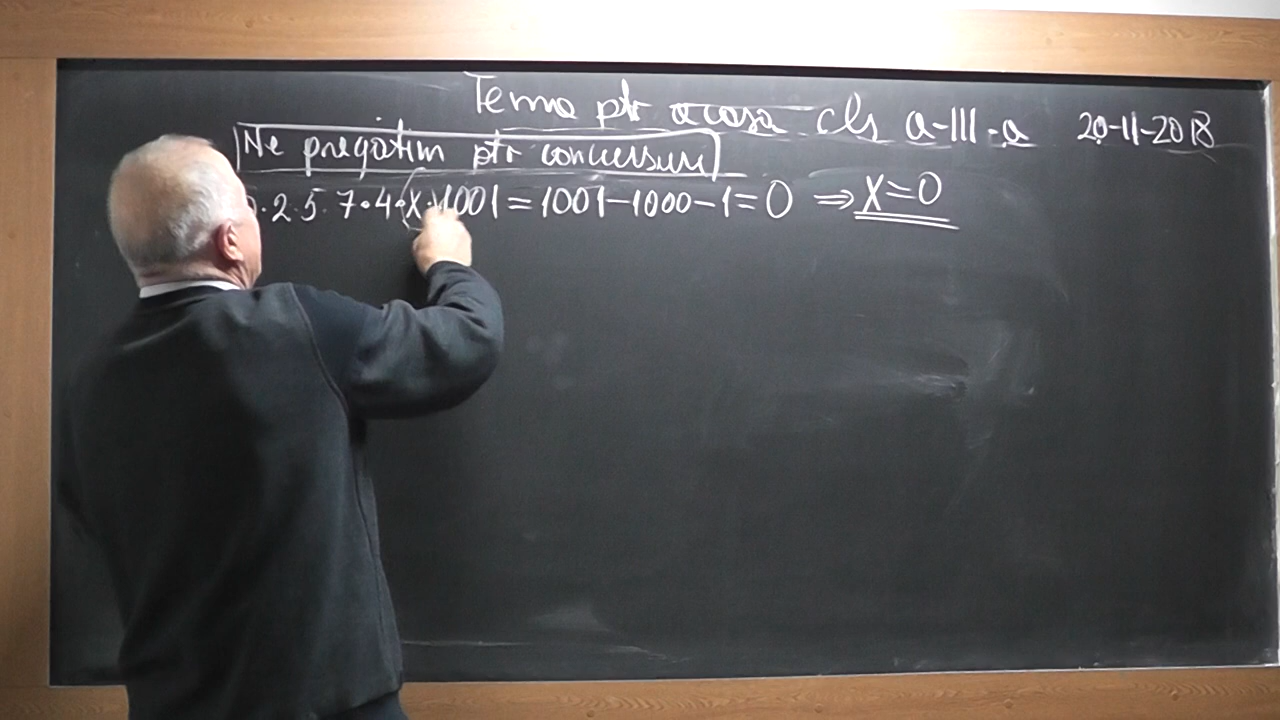 Tema ptr acasa cls a-III-a 20-11-2018
Ne pregatim ptr concursuri
·2·5·7·4·x·1001=1001-1000-1=0 ⇒ x=0